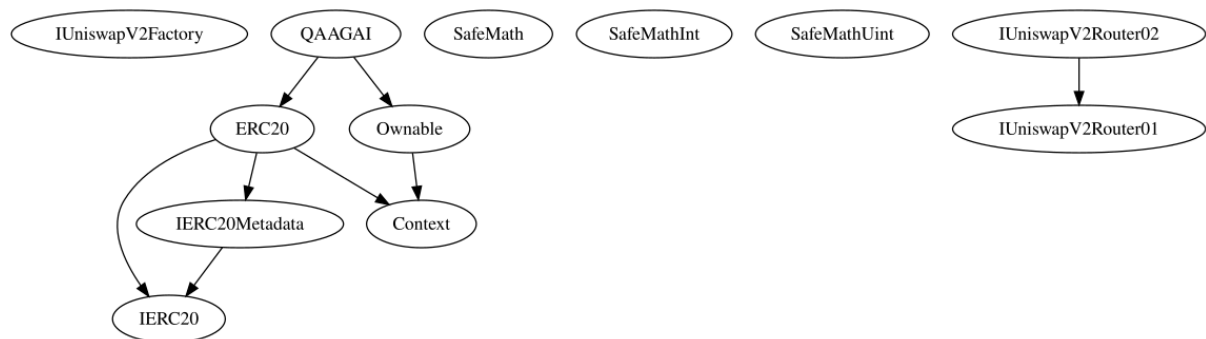 IUniswapV2Factory
QAAGAI
SafeMath
SafeMathInt
SafeMathUint
IUniswapV2Router02
ERC20
Ownable
IUniswapV2Router01
IERC20Metadata
Context
IERC20